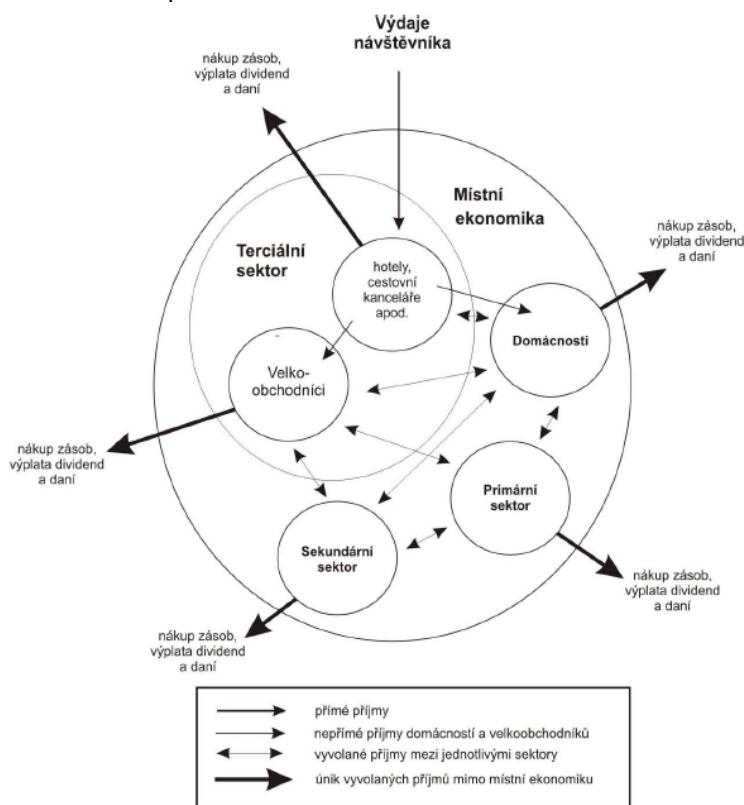 Výdaje
návštěvníka
nákup zásob,
výplata dividend
a daní
Místní
ekonomika
Terciální
sektor
hotely,
cestovní
kanceláře
apod.
nákup zásob,
výplata dividend
a daní
Domácnosti
Velko-
obchodníci
nákup zásob,
výplata dividend
a daní
Primární
sektor
Sekundární
sektor
nákup zásob,
výplata dividend
a daní
nákup zásob,
výplata dividend
a daní
přímé příjmy
nepřímé příjmy domácností a velkoobchodníků
vyvolané příjmy mezi jednotlivými sektory
únik vyvolaných příjmů mimo místní ekonomiku